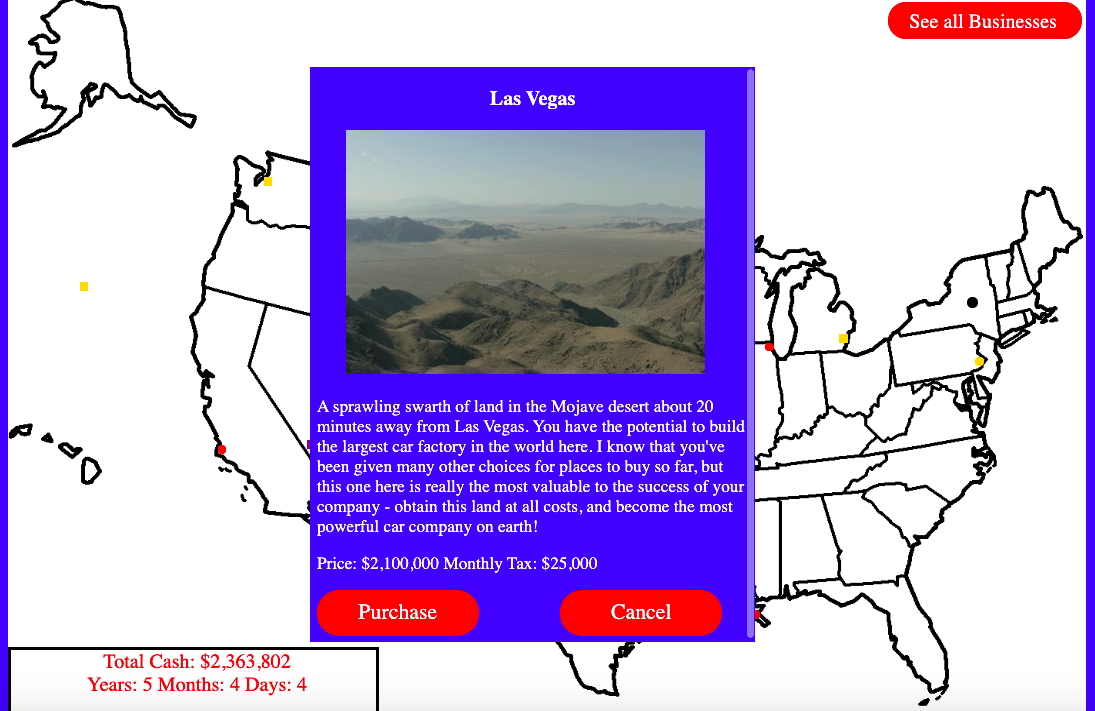 See all Businesses
Las Vegas
A sprawling swarth of land in the Mojave desert about 20
minutes away from Las Vegas. You have the potential to build
the largest car factory in the world here. I know that you've
been given many other choices for places to buy so far, but
this one here is really the most valuable to the success of your
company - obtain this land at all costs, and become the most
powerful car company on earth!
Price: $2,100,000 Monthly Tax: $25,000
Purchase
Cancel
Total Cash: $2,363,802
Years: 5 Months: 4 Days: 4